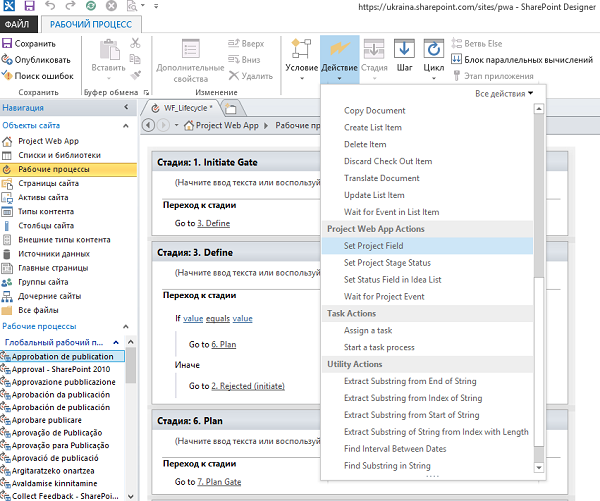 https://ukraina.sharepoint.com/sites/pwa - SharePoint Designer
ФАЙЛ
РАБОЧИЙ ПРОЦЕСС
Сохранить
Опубликовать
Поиск ошибок
Сохранить
Вставить
Буфер обмена
Дополнительные свойства
Вверх
Вниз
Удалить
Изменение
Условие
Действие
Стадия
Шаг
Цикл
Ветвь Else
Блок параллельных вычислений
Этап приложения
Навигация
Объекты сайта
Project Web App
Списки и библиотеки
Рабочие процессы
Страницы сайта
Активы сайта
Типы контента
Столбцы сайта
Внешние типы контента
Источники данных
Главные страницы
Группы сайта
Дочерние сайты
Все файлы
Рабочие процессы
Глобальный рабочий п...
Approbation de publication
Approval - SharePoint 2010
Approvazione pubblicazione
Aprobación da publicación
Aprobación de publicación
Aprobare publicare
Aprovação de Publicação
Aprovação para Publicação
Aprovació de publicació
Argitaratzeko onartzea
Avaldamise kinnitamine
Collect Feedback - SharePoi...
WF_Lifecycle *
Project Web App
Рабочие пр
Стадия: 1. Initiate Gate
(Начните ввод текста или воспользуй
Переход к стадии
Go to 3. Define
Стадия: 3. Define
(Начните ввод текста или воспользуй
Переход к стадии
If value equals value
Go to 6. Plan
Иначе
Go to 2. Rejected (initiate)
Стадия: 6. Plan
(Начните ввод текста или воспользуй
Переход к стадии
Go to 7. Plan Gate
Все действия
Copy Document
Create List Item
Delete Item
Discard Check Out Item
Translate Document
Update List Item
Wait for Event in List Item
Project Web App Actions
Set Project Field
Set Project Stage Status
Set Status Field in Idea List
Wait for Project Event
Task Actions
Assign a task
Start a task process
Utility Actions
Extract Substring from End of String
Extract Substring from Index of String
Extract Substring from Start of String
Extract Substring of String from Index with Length
Find Interval Between Dates
Find Substring in String